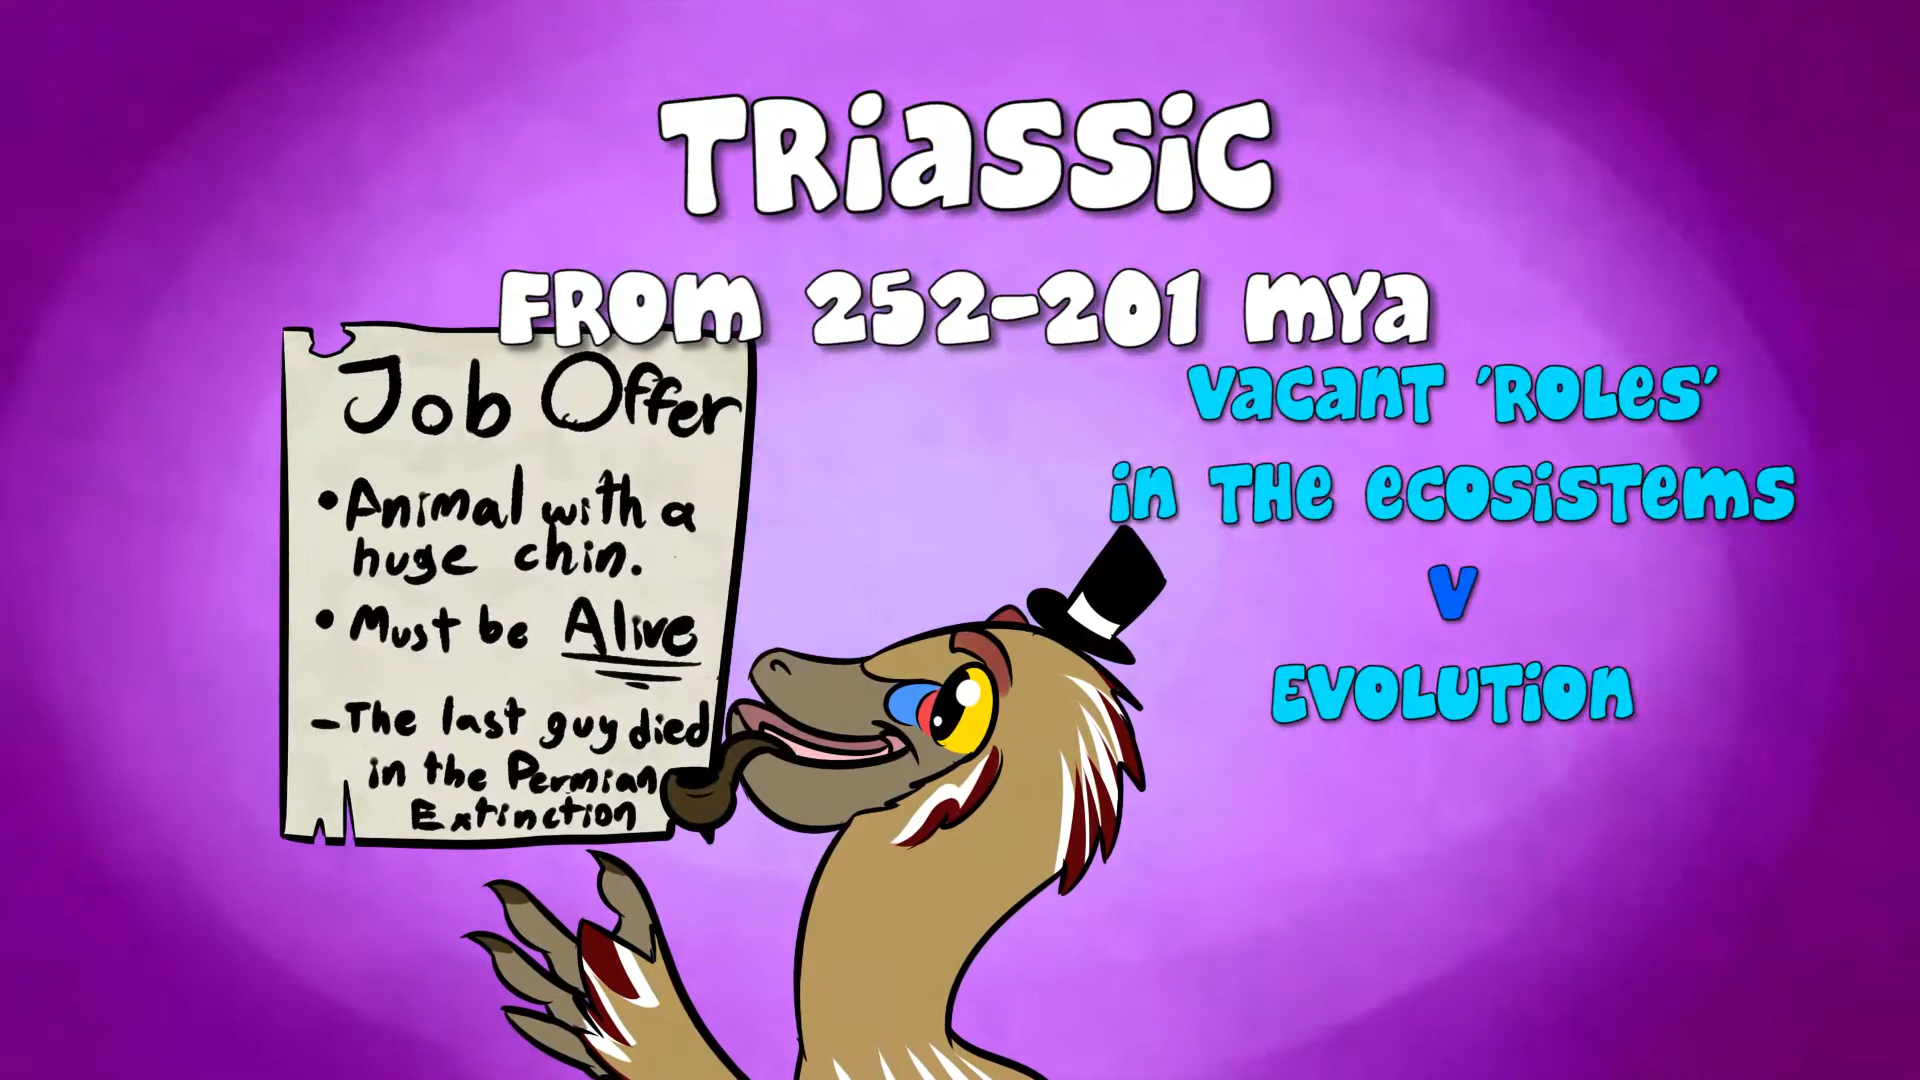 TRiaSSiC
FROM 252-201 mYa
Job Offer
•Animal with a
huge chin.
•Must be Alive
-The last guy died
in the Permian
Extinction
VaCaNT 'ROLeS'
iN THe eCOSiSTemS
V
EVOLUTiON